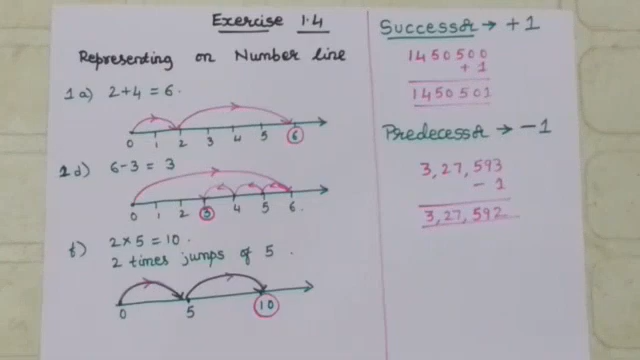 Exercise 1.4
Representing on Number line
1a) 2+4 = 6.
0 1 2 3 4 5 6
1d) 6-3 = 3
0 1 2 3 4 5 6.
f) 2×5 = 10.
2 times jumps of 5.
0 5 10
Successor → +1
1450500
+ 1
1450501
Predecessor → -1
3,27,593
- 1
3,27,592